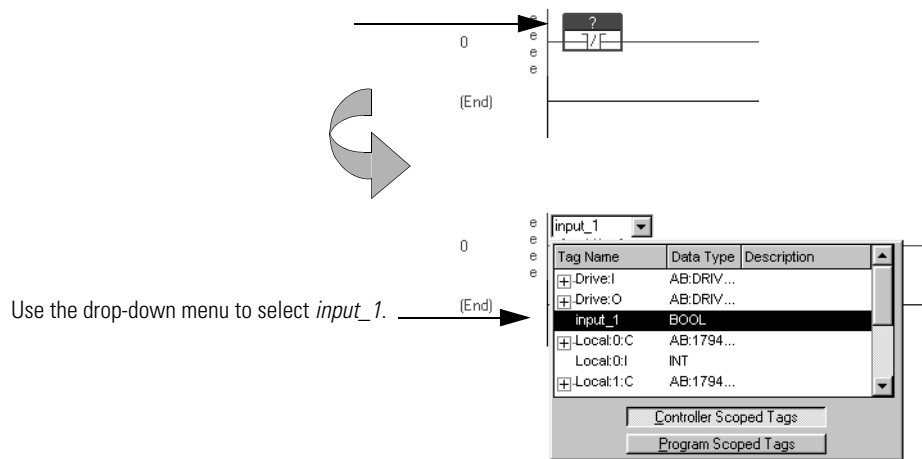 ?
e
e
0
e
e
(End)
e
input_1
e
0
e
e
Tag Name Data Type Description
Drive:I AB:DRIV...
Drive:O AB:DRIV...
Use the drop-down menu to select input_1.
(End)
input_1 BOOL
Local:0:C AB:1794...
Local:0:I INT
Local:1:C AB:1794...
Controller Scoped Tags
Program Scoped Tags